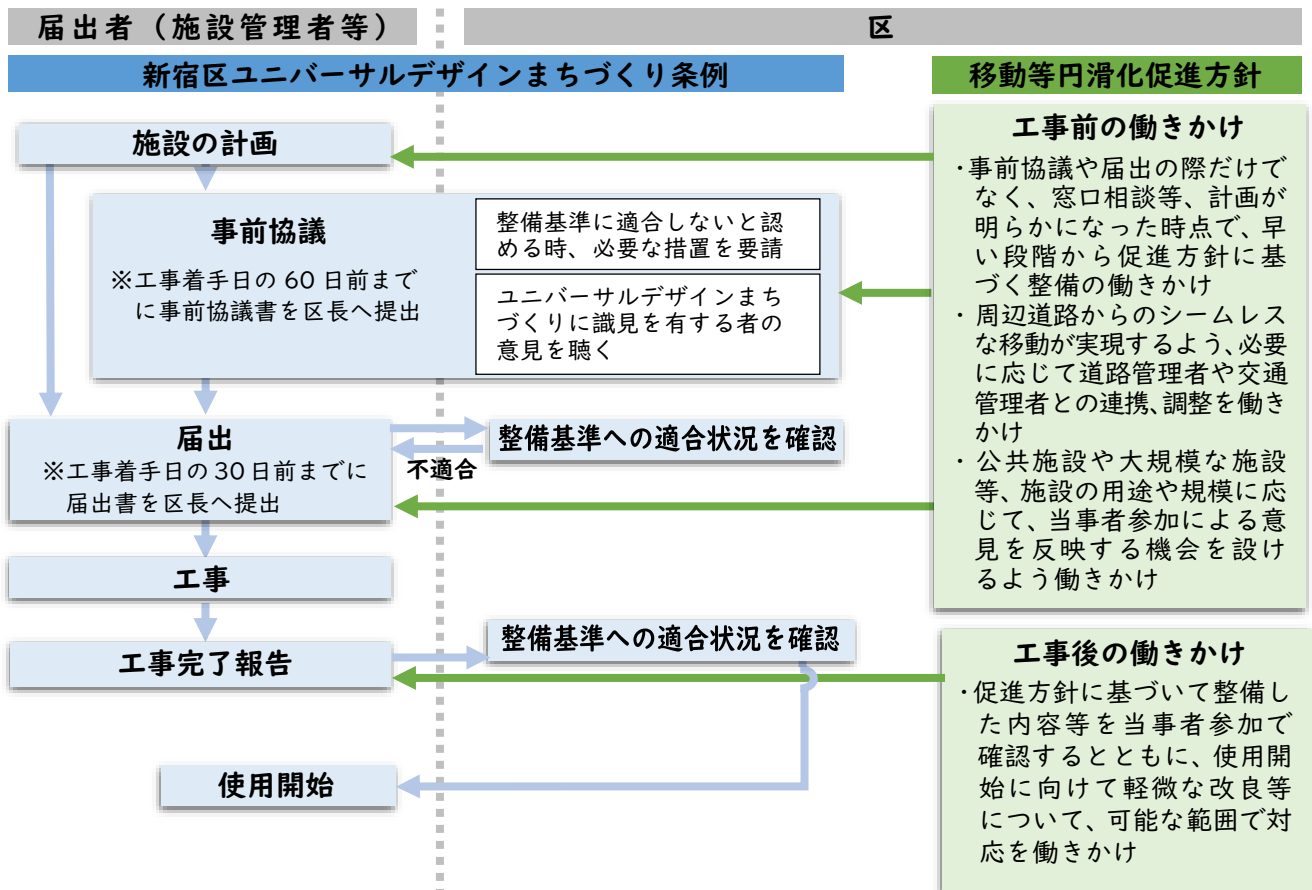 届出者（施設管理者等）
区
新宿区ユニバーサルデザインまちづくり条例
移動等円滑化促進方針
施設の計画
事前協議
※工事着手日の 60 日前まで
に事前協議書を区長へ提出
整備基準に適合しないと認
める時、必要な措置を要請
ユニバーサルデザインまち
づくりに識見を有する者の
意見を聴く
届出
※工事着手日の 30 日前までに
届出書を区長へ提出
整備基準への適合状況を確認
不適合
工事
工事完了報告
整備基準への適合状況を確認
使用開始
工事前の働きかけ
・事前協議や届出の際だけで
なく、窓口相談等、計画が
明らかになった時点で、早
い段階から促進方針に基
づく整備の働きかけ
・周辺道路からのシームレス
な移動が実現するよう、必要
に応じて道路管理者や交通
管理者との連携、調整を働き
かけ
・公共施設や大規模な施設
等、施設の用途や規模に応
じて、当事者参加による意
見を反映する機会を設け
るよう働きかけ
工事後の働きかけ
・促進方針に基づいて整備し
た内容等を当事者参加で
確認するとともに、使用開
始に向けて軽微な改良等
について、可能な範囲で対
応を働きかけ